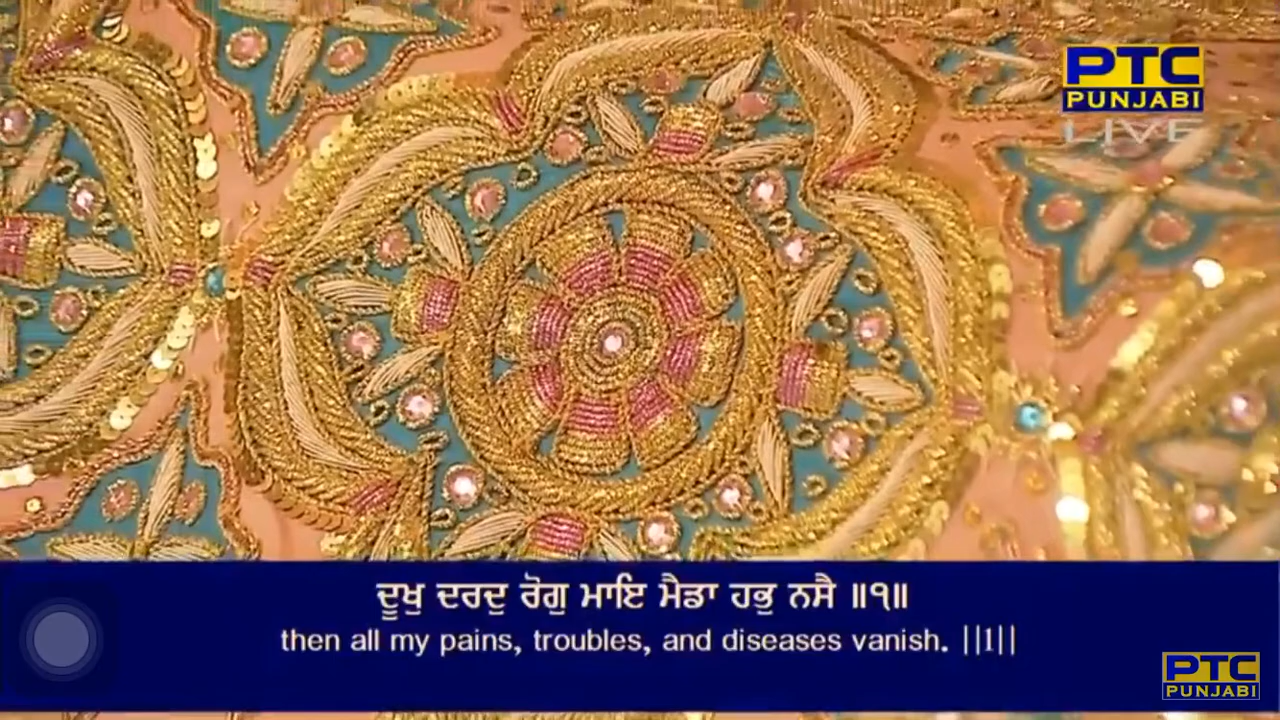 PTC
PUNJABI
LIVE
ਦੂਖੁ ਦਰਦੁ ਰੋਗੁ ਮਾਇ ਮੈਡਾ ਹਭੁ ਨਸੈ ॥੧॥
then all my pains, troubles, and diseases vanish. ||1||
PTC
PUNJABI